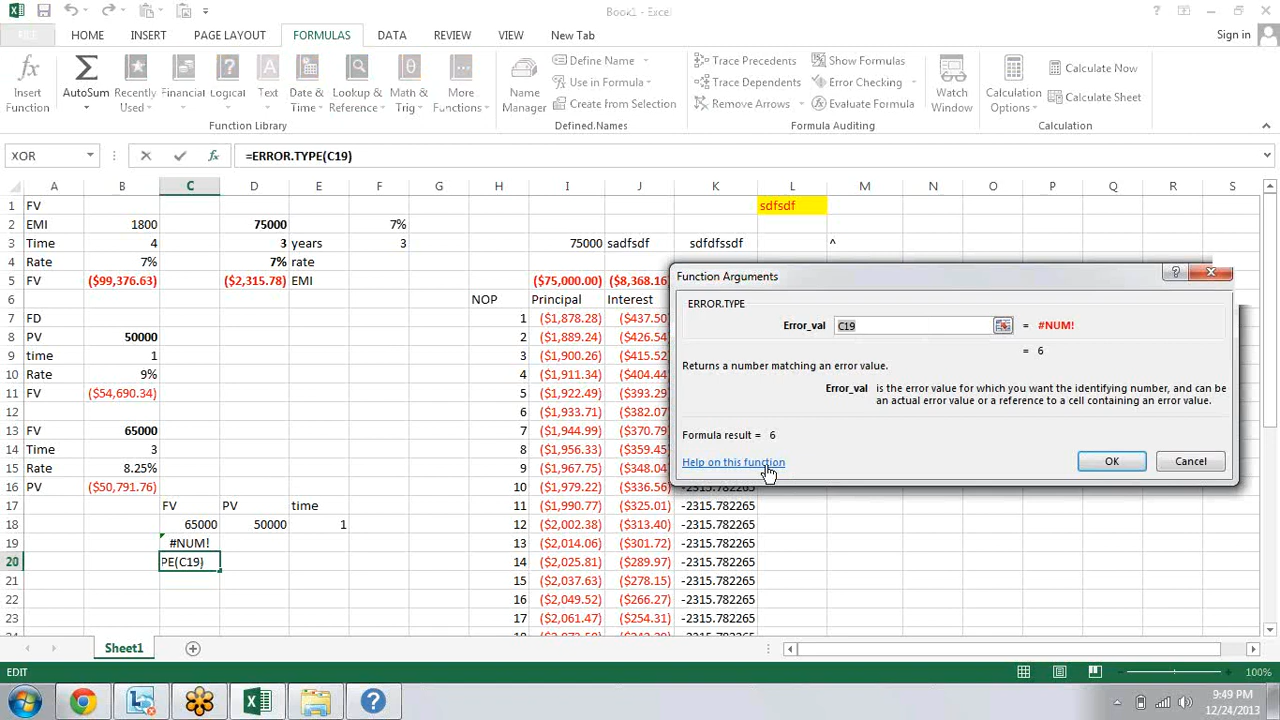 Book1 - Excel
FILE HOME INSERT PAGE LAYOUT FORMULAS DATA REVIEW VIEW New Tab Sign in
Insert Function
AutoSum
Recently Used
Financial
Logical
Text
Date & Time
Lookup & Reference
Math & Trig
More Functions
Function Library
Name Manager
Define Name
Use in Formula
Create from Selection
Defined Names
Trace Precedents
Trace Dependents
Remove Arrows
Show Formulas
Error Checking
Evaluate Formula
Formula Auditing
Watch Window
Calculation Options
Calculate Now
Calculate Sheet
Calculation
XOR fx =ERROR.TYPE(C19)
A B C D E F G H I J K L M N O P Q R S
1 FV sdfsdf
2 EMI 1800 75000 7%
3 Time 4 3 years 3 75000 sadfsdf sdfdfssdf ^
4 Rate 7% 7% rate
5 FV ($99,376.63) ($2,315.78) EMI ($75,000.00) ($8,368.16)
6 NOP Principal Interest
7 FD 1 ($1,878.28) ($437.50)
8 PV 50000 2 ($1,889.24) ($426.54)
9 time 1 3 ($1,900.26) ($415.52)
10 Rate 9% 4 ($1,911.34) ($404.44)
11 FV ($54,690.34) 5 ($1,922.49) ($393.29)
12 6 ($1,933.71) ($382.07)
13 FV 65000 7 ($1,944.99) ($370.79)
14 Time 3 8 ($1,956.33) ($359.45)
15 Rate 8.25% 9 ($1,967.75) ($348.04)
16 PV ($50,791.76) 10 ($1,979.22) ($336.56) -2315.782265
17 FV PV time 11 ($1,990.77) ($325.01) -2315.782265
18 65000 50000 1 12 ($2,002.38) ($313.40) -2315.782265
19 #NUM! 13 ($2,014.06) ($301.72) -2315.782265
20 PE(C19) 14 ($2,025.81) ($289.97) -2315.782265
21 15 ($2,037.63) ($278.15) -2315.782265
22 16 ($2,049.52) ($266.27) -2315.782265
23 17 ($2,061.47) ($254.31) -2315.782265
Function Arguments
ERROR.TYPE
Error_val C19 = #NUM!
= 6
Returns a number matching an error value.
Error_val is the error value for which you want the identifying number, and can be
an actual error value or a reference to a cell containing an error value.
Formula result = 6
Help on this function OK Cancel
Sheet1
EDIT 100%
9:49 PM
12/24/2013